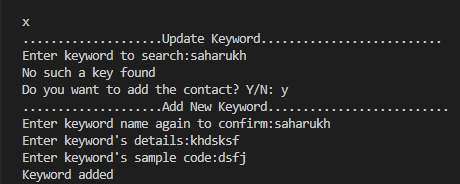 x
....................Update Keyword..........................
Enter keyword to search:saharukh
No such a key found
Do you want to add the contact? Y/N: y
....................Add New Keyword..........................
Enter keyword name again to confirm:saharukh
Enter keyword's details:khdsksf
Enter keyword's sample code:dsfj
Keyword added